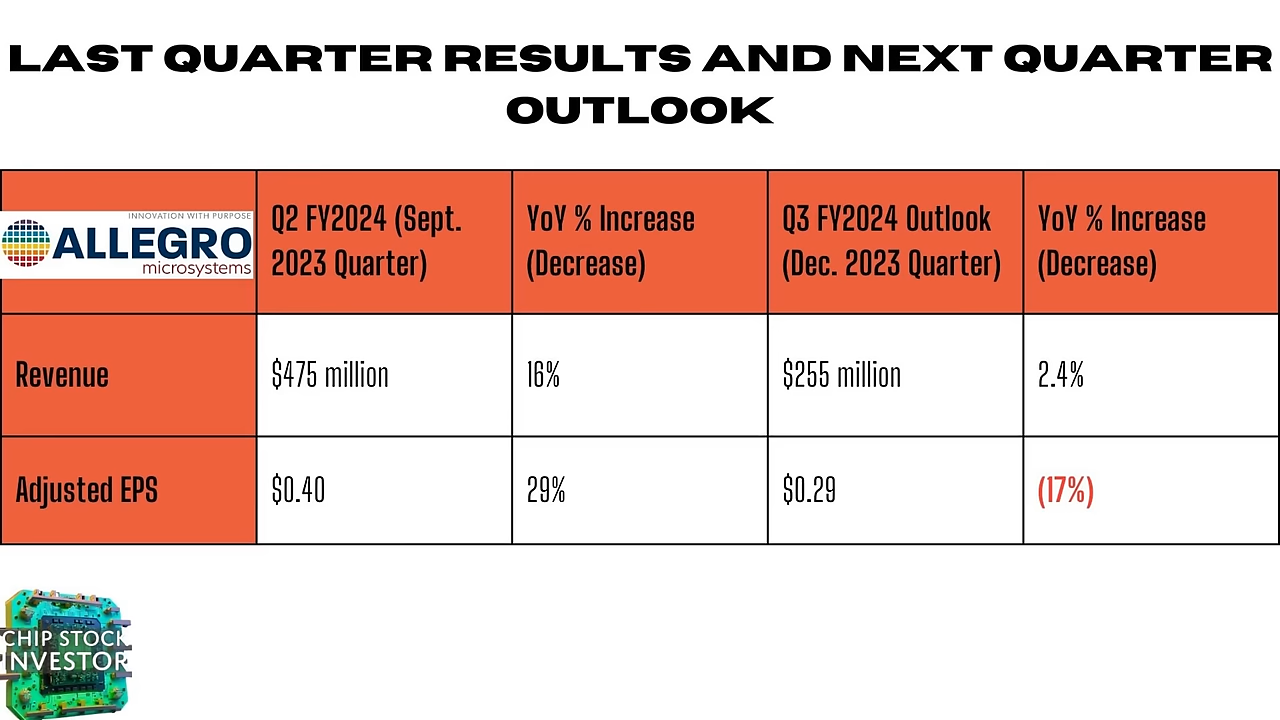 LAST QUARTER RESULTS AND NEXT QUARTER
OUTLOOK
INNOVATION WITH PURPOSE
ALLEGRO
microsystems
Q2 FY2024 (Sept.
2023 Quarter)
YoY % Increase
(Decrease)
Q3 FY2024 Outlook
(Dec. 2023 Quarter)
YoY % Increase
(Decrease)
Revenue
$475 million
16%
$255 million
2.4%
Adjusted EPS
$0.40
29%
$0.29
(17%)
CHIP STOCK
INVESTOR